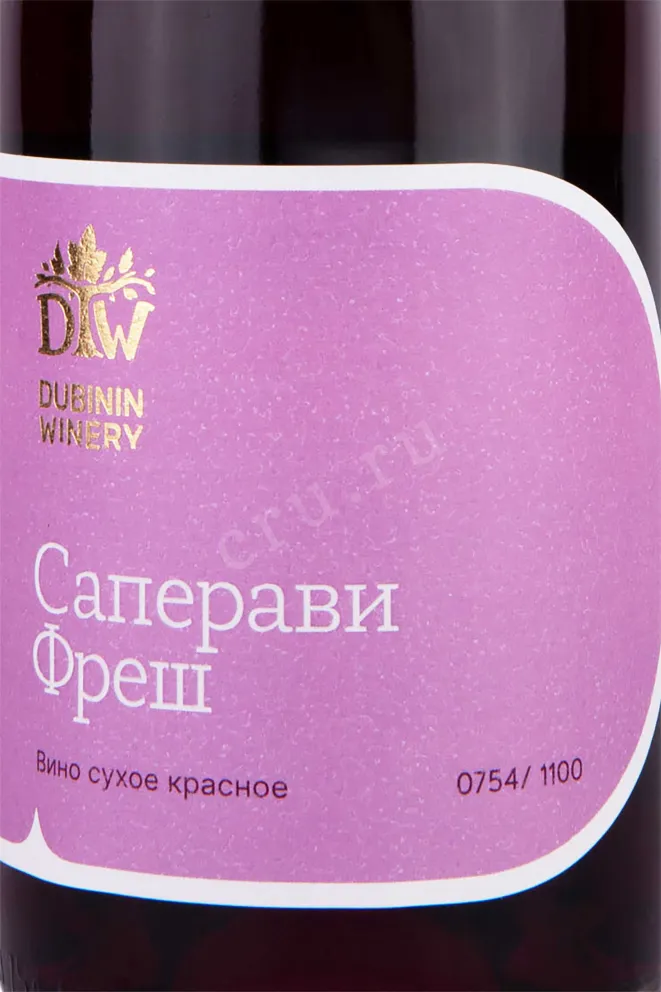 DW
DUBININ
WINERY
cru.ru
Саперави
Фреш
Вино сухое красное 0754/ 1100